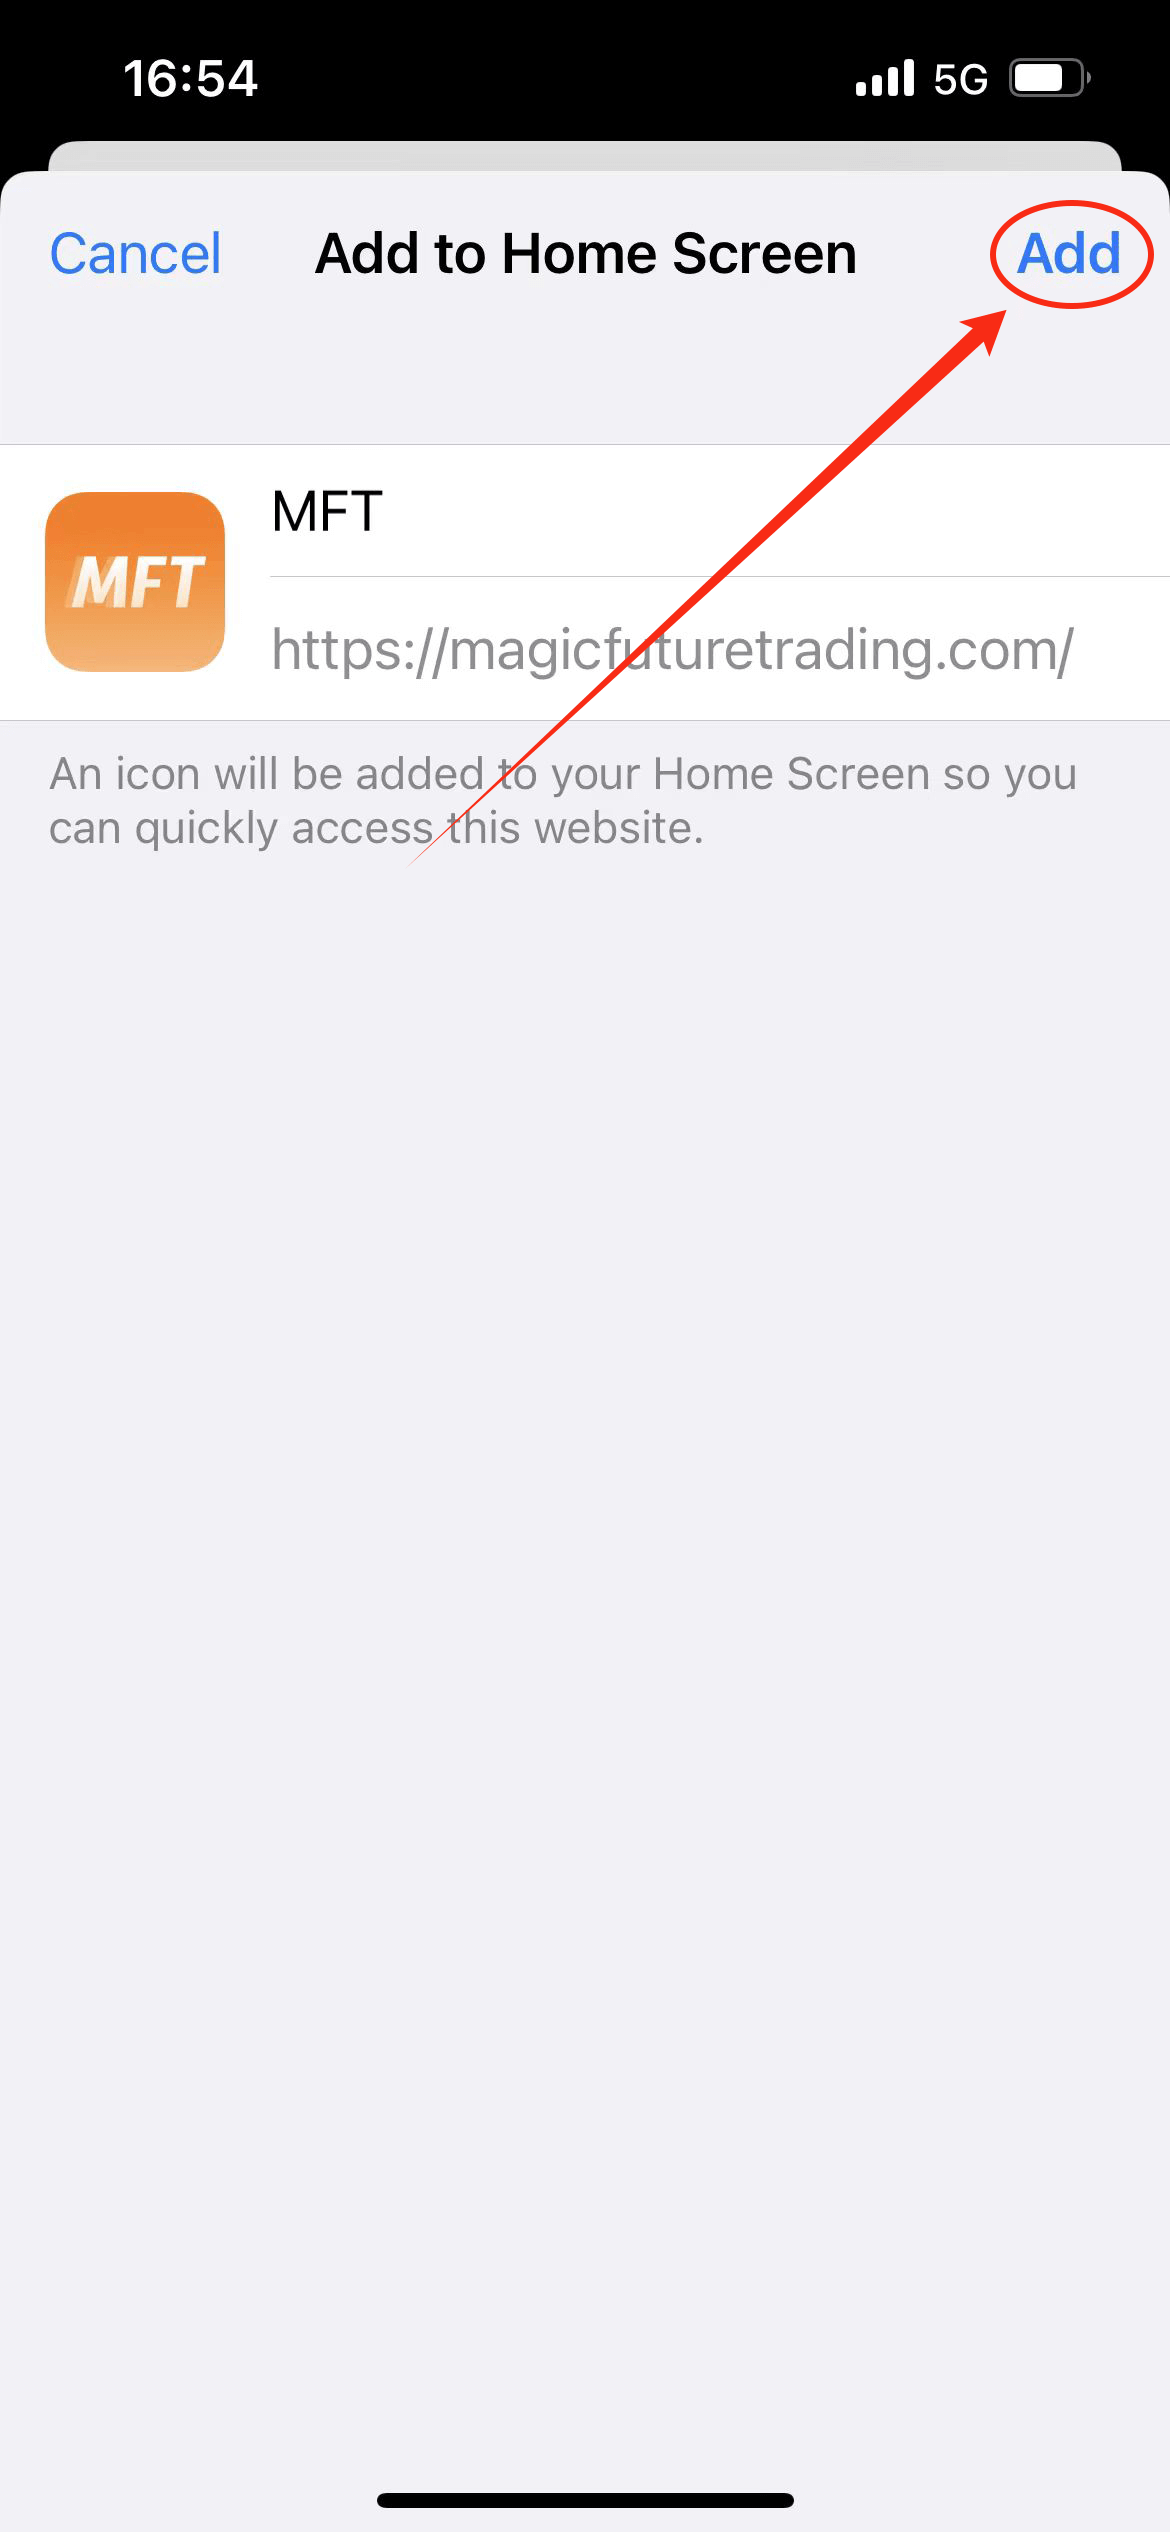 16:54 5G
Cancel Add to Home Screen Add
MFT
MFT
https://magicfuturetrading.com/
An icon will be added to your Home Screen so you
can quickly access this website.